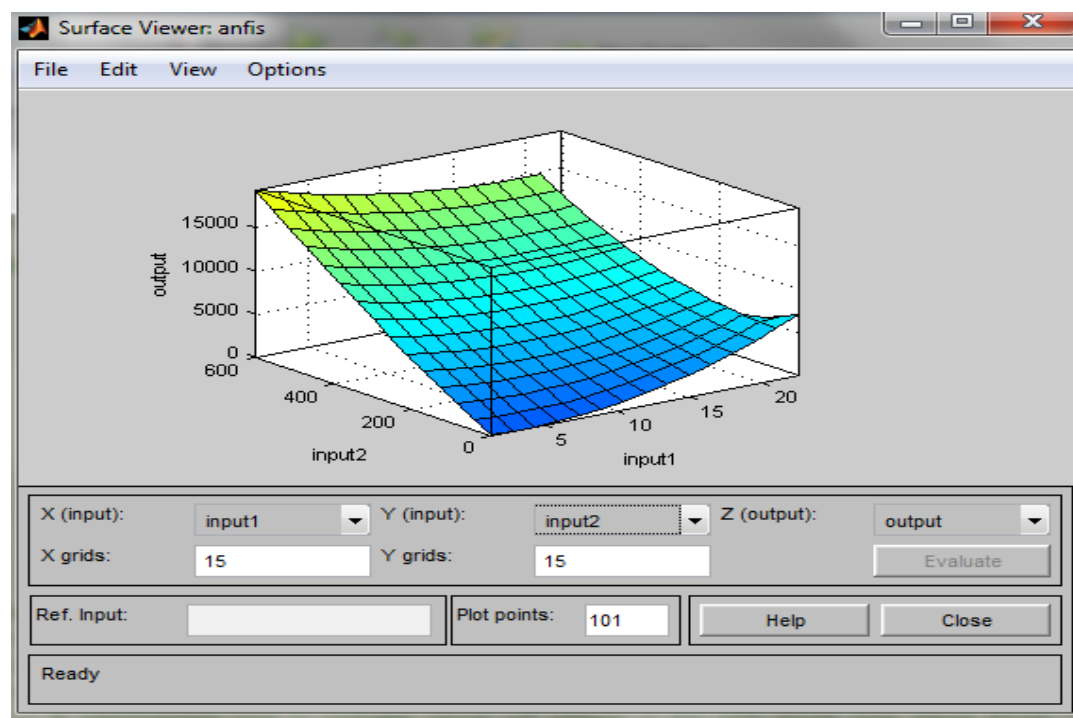 Surface Viewer: anfis
File Edit View Options
15000
10000
5000
0
output
600
400
200
0
input2
5
10
15
20
input1
X (input): input1 Y (input): input2 Z (output): output
X grids: 15 Y grids: 15 Evaluate
Ref. Input: Plot points: 101 Help Close
Ready